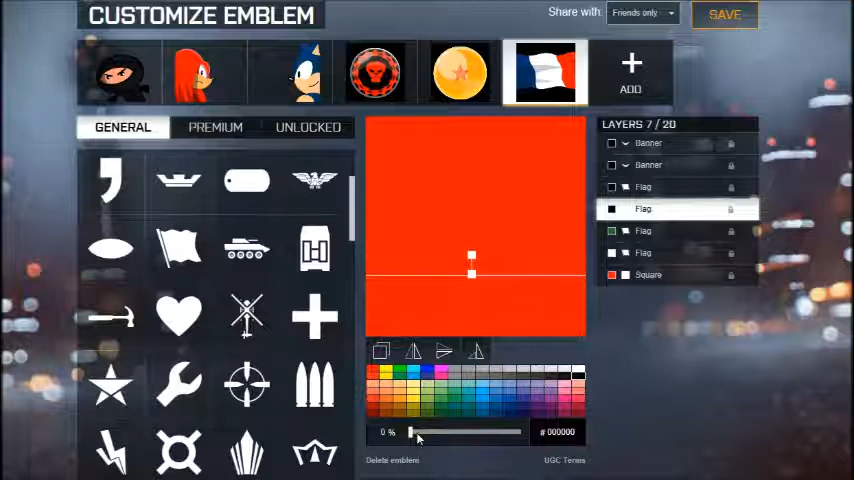 CUSTOMIZE EMBLEM
Share with:
Friends only
SAVE
ADD
GENERAL
PREMIUM
UNLOCKED
LAYERS 7 / 20
Banner
Banner
Flag
Flag
Flag
Flag
Square
0 %
# 000000
Delete emblem
UGC Terms